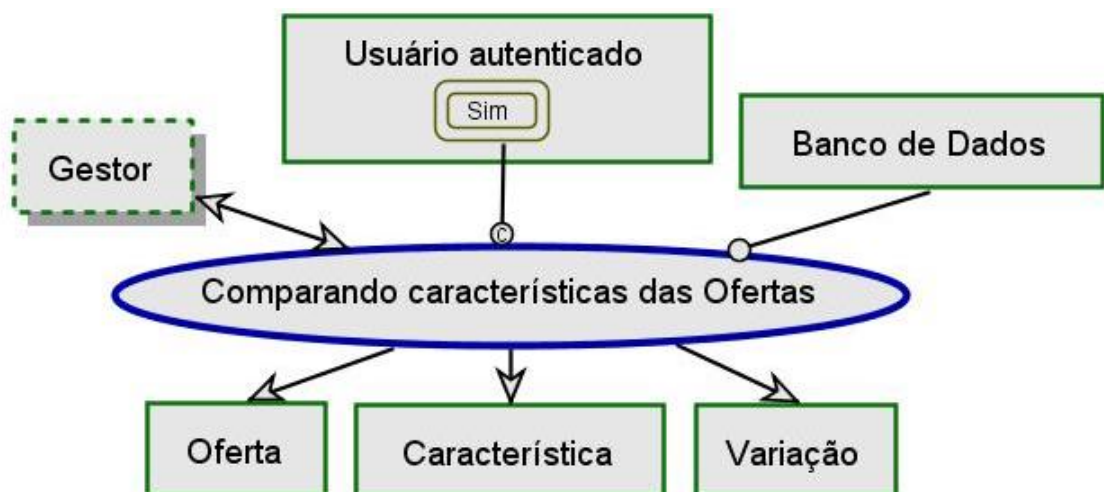 Usuário autenticado
Sim
Gestor
Banco de Dados
C
Comparando características das Ofertas
Oferta
Característica
Variação